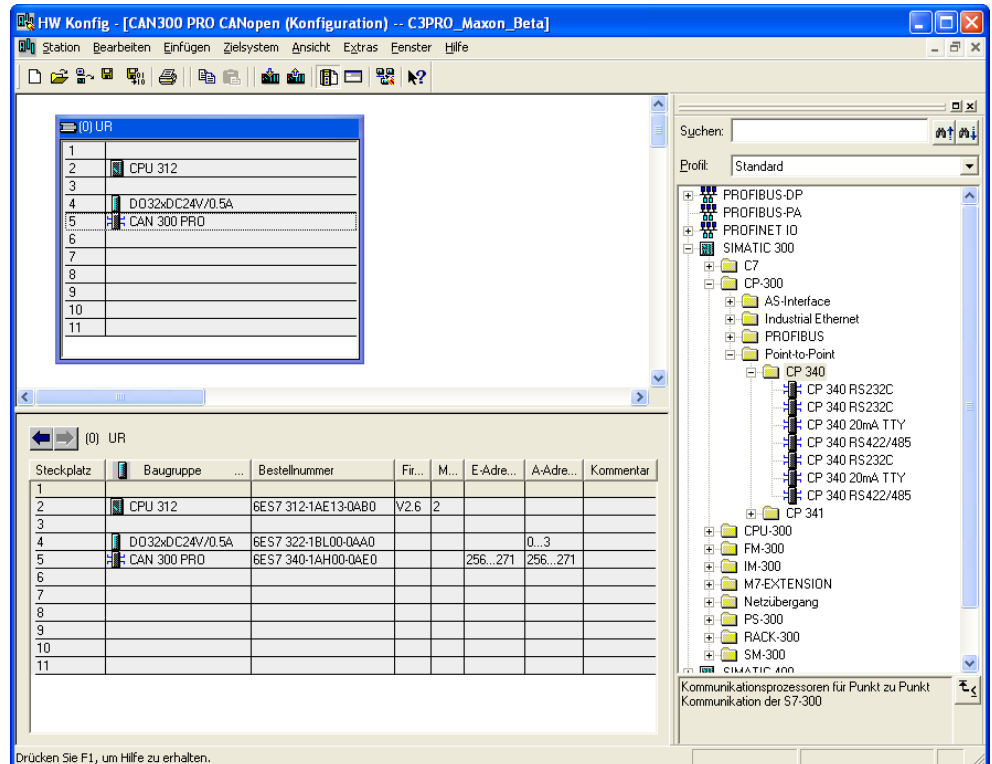 HW Konfig - [CAN300 PRO CANopen (Konfiguration) -- C3PRO_Maxon_Beta]
Station Bearbeiten Einfügen Zielsystem Ansicht Extras Fenster Hilfe
(0) UR
1
2 CPU 312
3
4 DO32xDC24V/0.5A
5 CAN 300 PRO
6
7
8
9
10
11
(0) UR
Steckplatz Baugruppe ... Bestellnummer Fir... M... E-Adre... A-Adre... Kommentar
1
2 CPU 312 6ES7 312-1AE13-0AB0 V2.6 2
3
4 DO32xDC24V/0.5A 6ES7 322-1BL00-0AA0 0...3
5 CAN 300 PRO 6ES7 340-1AH00-0AE0 256...271 256...271
6
7
8
9
10
11
Suchen:
Profil: Standard
PROFIBUS-DP
PROFIBUS-PA
PROFINET IO
SIMATIC 300
C7
CP-300
AS-Interface
Industrial Ethernet
PROFIBUS
Point-to-Point
CP 340
CP 340 RS232C
CP 340 RS232C
CP 340 20mA TTY
CP 340 RS422/485
CP 340 RS232C
CP 340 20mA TTY
CP 340 RS422/485
CP 341
CPU-300
FM-300
IM-300
M7-EXTENSION
Netzübergang
PS-300
RACK-300
SM-300
SIMATIC 400
Kommunikationsprozessoren für Punkt zu Punkt
Kommunikation der S7-300
Drücken Sie F1, um Hilfe zu erhalten.